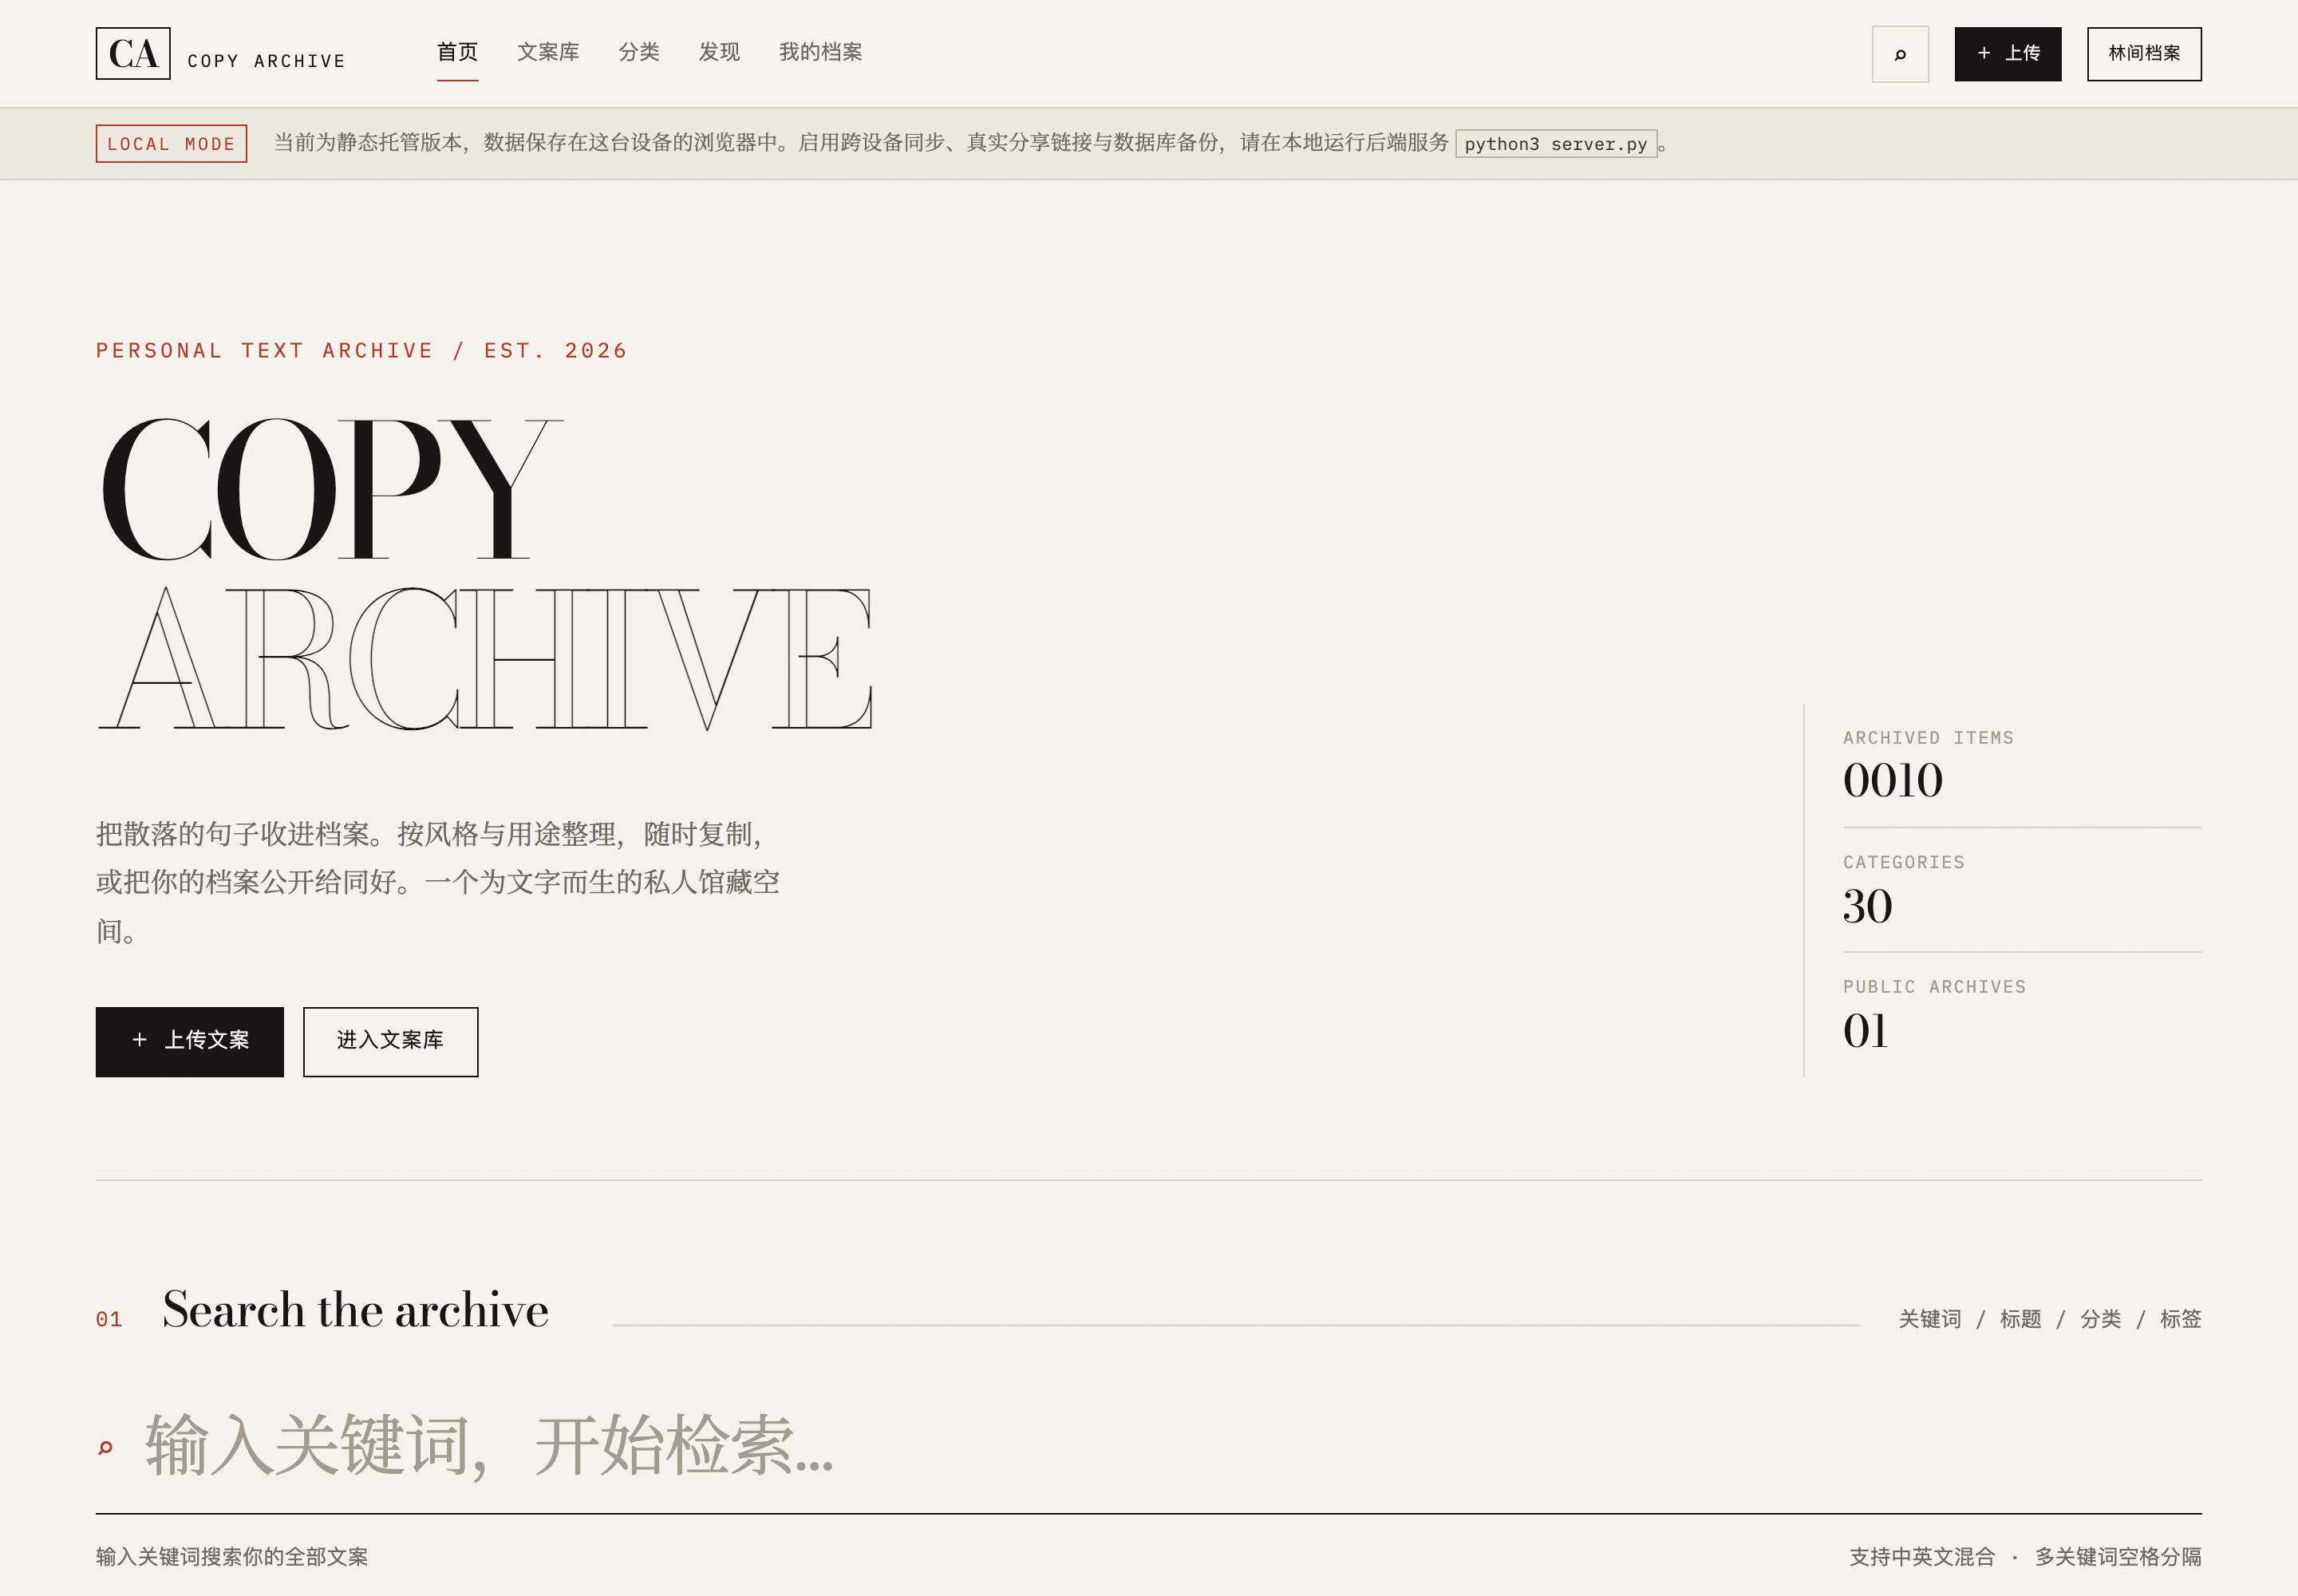 CA COPY ARCHIVE 首页 文案库 分类 发现 我的档案 ⌕ + 上传 林间档案
LOCAL MODE 当前为静态托管版本，数据保存在这台设备的浏览器中。启用跨设备同步、真实分享链接与数据库备份，请在本地运行后端服务 python3 server.py。
PERSONAL TEXT ARCHIVE / EST. 2026
COPY
ARCHIVE
把散落的句子收进档案。按风格与用途整理，随时复制，
或把你的档案公开给同好。一个为文字而生的私人馆藏空
间。
+ 上传文案 进入文案库
ARCHIVED ITEMS
0010
CATEGORIES
30
PUBLIC ARCHIVES
01
01 Search the archive 关键词 / 标题 / 分类 / 标签
⌕ 输入关键词，开始检索...
输入关键词搜索你的全部文案 支持中英文混合 · 多关键词空格分隔